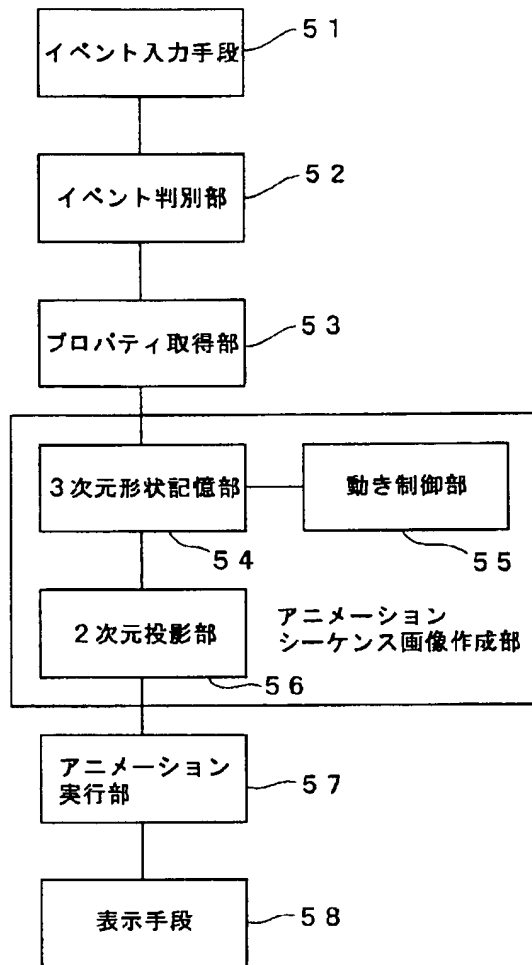 イベント入力手段
51
イベント判別部
52
プロパティ取得部
53
3次元形状記憶部
54
動き制御部
55
2次元投影部
56
アニメーション
シーケンス画像作成部
アニメーション
実行部
57
表示手段
58